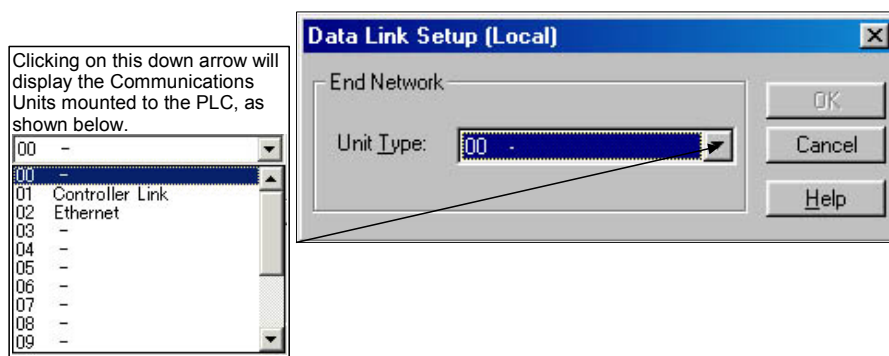 Clicking on this down arrow will
display the Communications
Units mounted to the PLC, as
shown below.
00 –
00 –
01 Controller Link
02 Ethernet
03 –
04 –
05 –
06 –
07 –
08 –
09 –
Data Link Setup (Local)
End Network
Unit Type: 00 -
OK
Cancel
Help